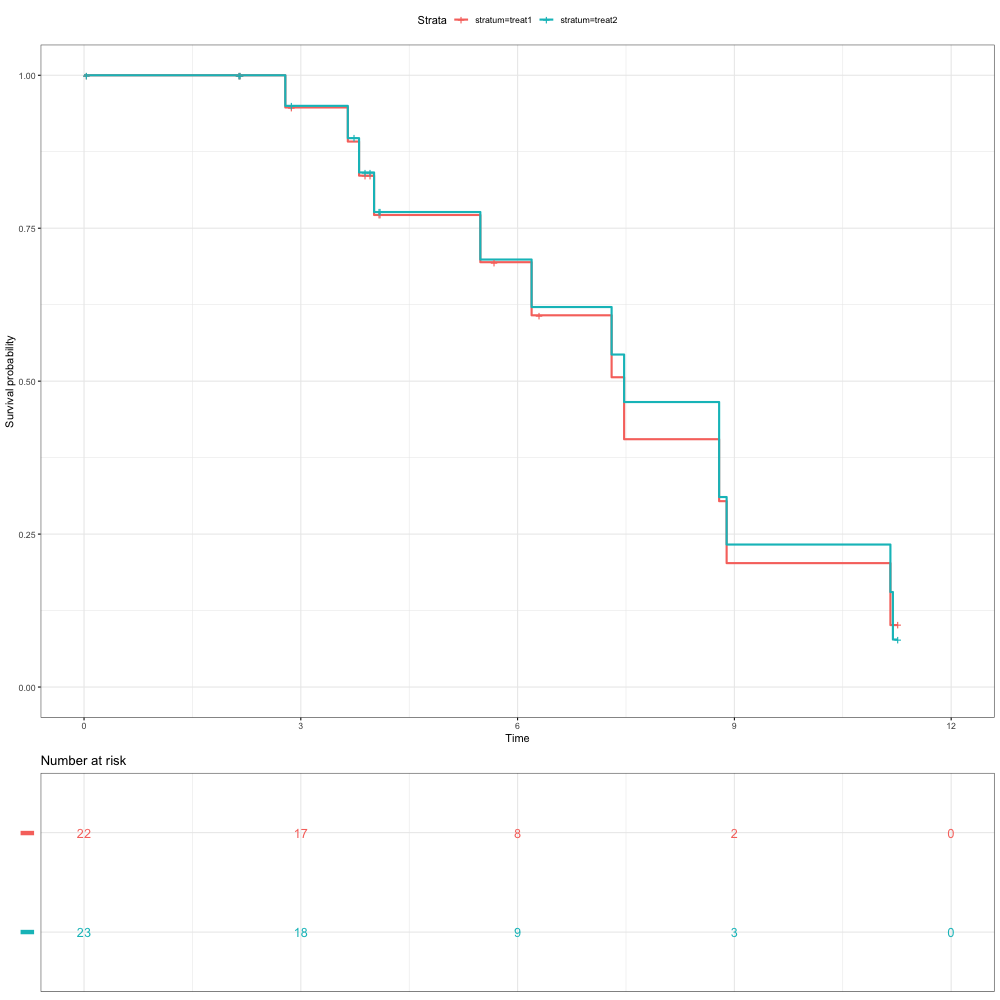 Strata stratum=treat1 stratum=treat2
1.00
0.75
0.50
0.25
0.00
Survival probability
0 3 6 9 12
Time
Number at risk
22 17 8 2 0
23 18 9 3 0